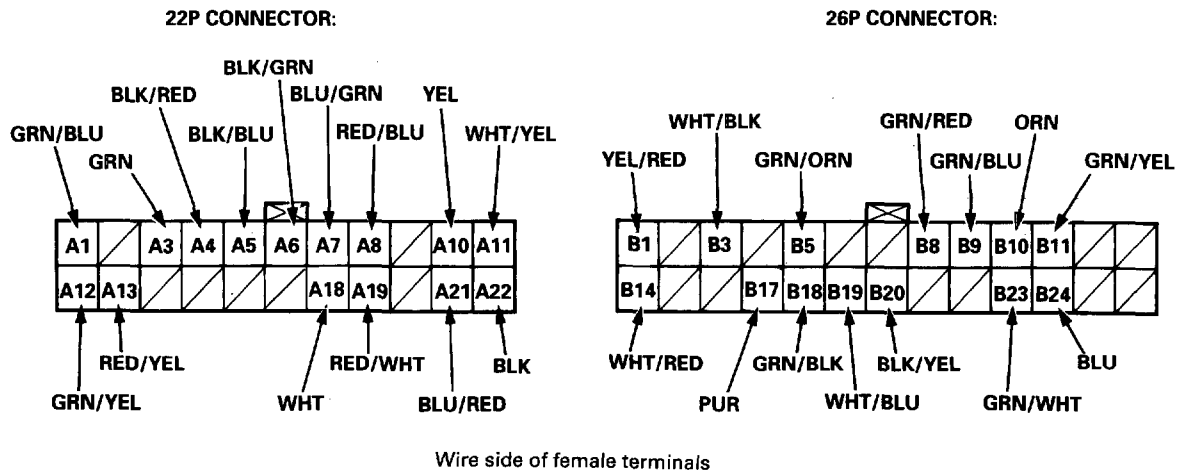 22P CONNECTOR:
26P CONNECTOR:
BLK/GRN
BLK/RED
BLU/GRN
YEL
GRN/BLU
BLK/BLU
RED/BLU
WHT/YEL
GRN
WHT/BLK
GRN/RED
ORN
YEL/RED
GRN/ORN
GRN/BLU
GRN/YEL
A1 A3 A4 A5 A6 A7 A8 A10 A11
A12 A13 A18 A19 A21 A22
B1 B3 B5 B8 B9 B10 B11
B14 B17 B18 B19 B20 B23 B24
RED/YEL
RED/WHT
BLK
GRN/YEL
WHT
BLU/RED
WHT/RED
GRN/BLK
BLK/YEL
BLU
PUR
WHT/BLU
GRN/WHT
Wire side of female terminals